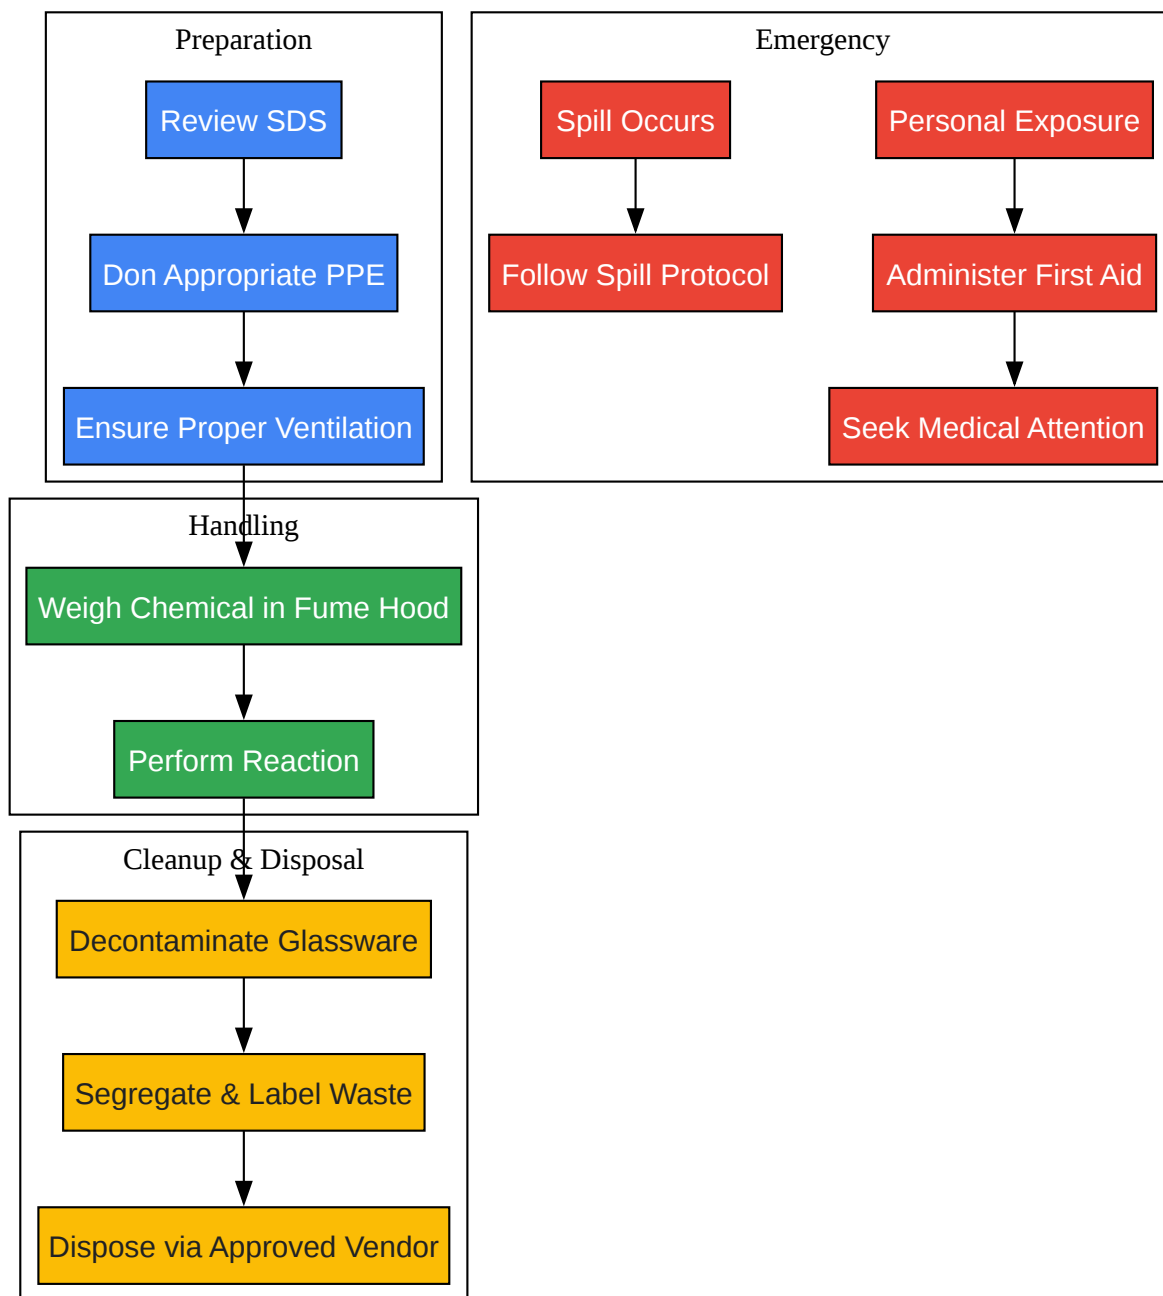 Preparation
Review SDS
Don Appropriate PPE
Ensure Proper Ventilation
Emergency
Spill Occurs
Follow Spill Protocol
Personal Exposure
Administer First Aid
Seek Medical Attention
Handling
Weigh Chemical in Fume Hood
Perform Reaction
Cleanup & Disposal
Decontaminate Glassware
Segregate & Label Waste
Dispose via Approved Vendor